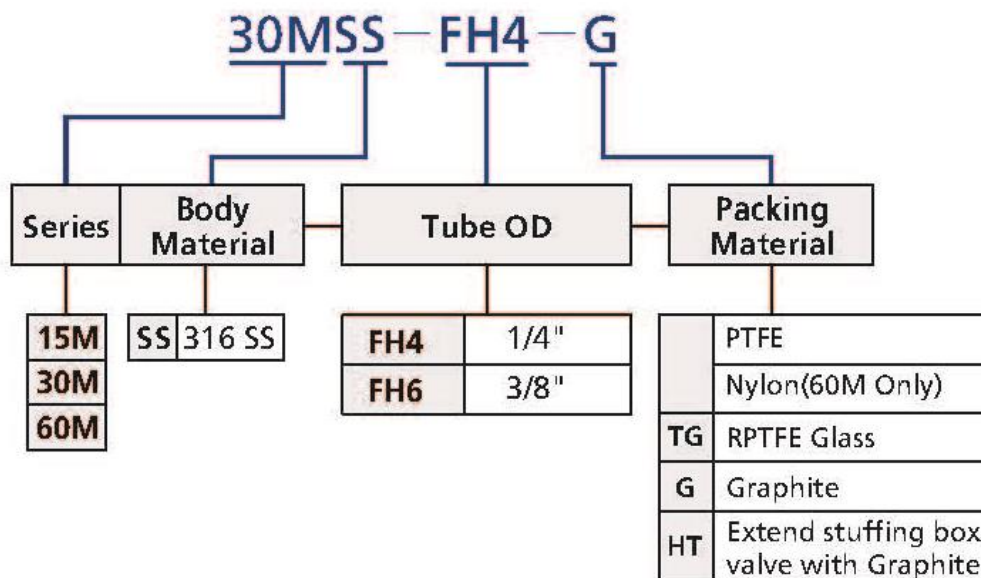 30MSS — FH4 — G
Series
Body
Material
Tube OD
Packing
Material
15M
30M
60M
SS 316 SS
FH4 1/4"
FH6 3/8"
PTFE
Nylon(60M Only)
TG RPTFE Glass
G Graphite
HT Extend stuffing box
valve with Graphite